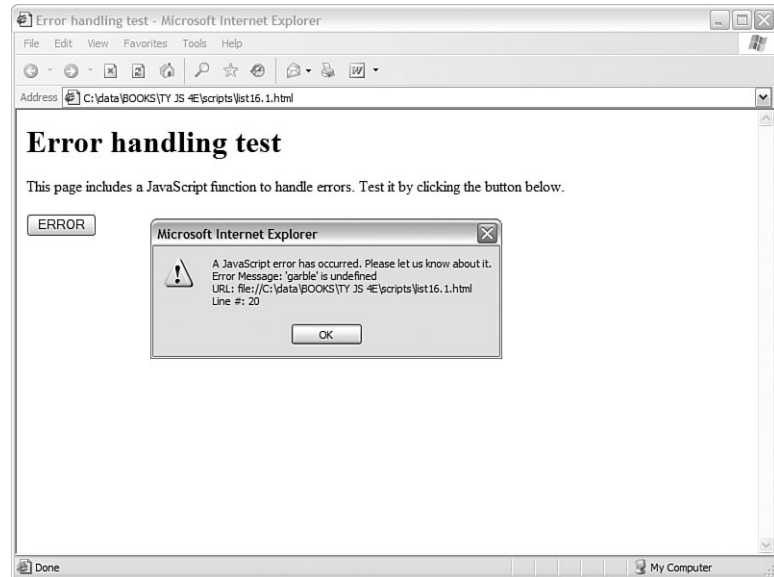 Error handling test - Microsoft Internet Explorer
File Edit View Favorites Tools Help
Address C:\data\BOOKS\TY JS 4E\scripts\list16.1.html
Error handling test
This page includes a JavaScript function to handle errors. Test it by clicking the button below.
ERROR
Microsoft Internet Explorer
A JavaScript error has occurred. Please let us know about it.
Error Message: 'garble' is undefined
URL: file://C:\data\BOOKS\TY JS 4E\scripts\list16.1.html
Line #: 20
OK
Done
My Computer